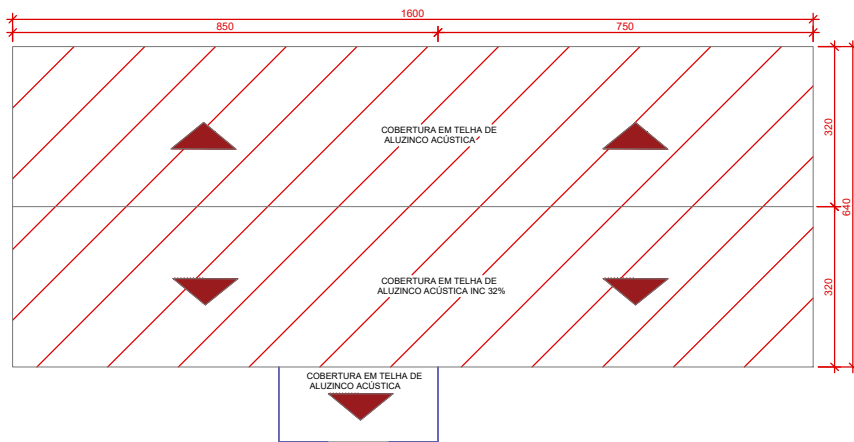 1600
850
750
COBERTURA EM TELHA DE
ALUZINCO ACÚSTICA
320
640
COBERTURA EM TELHA DE
ALUZINCO ACÚSTICA INC 32%
320
COBERTURA EM TELHA DE
ALUZINCO ACÚSTICA